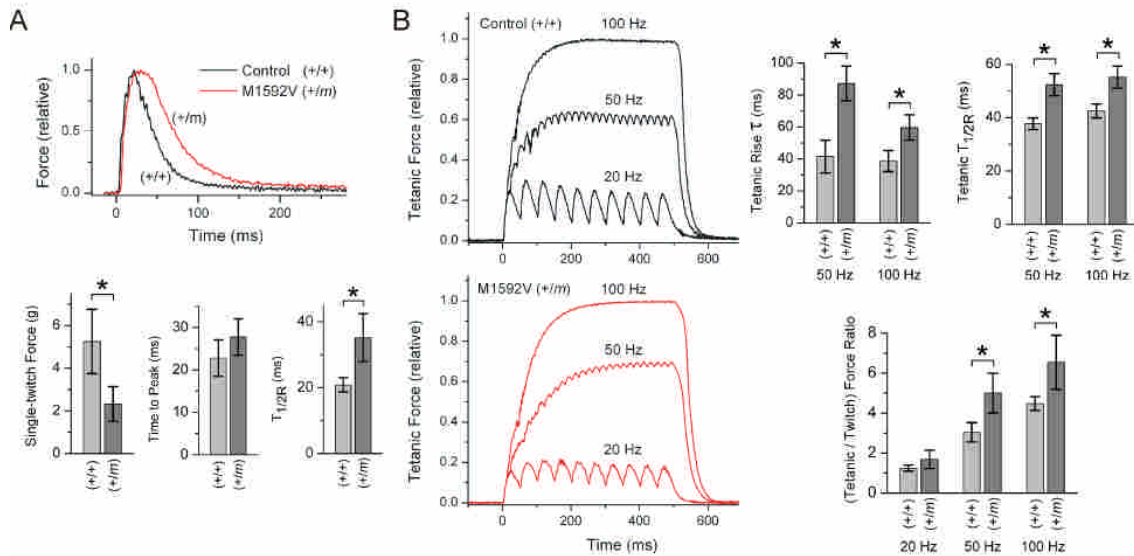 A
Control (+/+)
M1592V (+/m)
(+/m)
(+/+)
Force (relative)
1.0
0.5
0.0
0
100
200
Time (ms)
Single-twitch Force (g)
6
4
2
0
*
(+/+)
(+/m)
Time to Peak (ms)
30
20
10
0
(+/+)
(+/m)
T1/2R (ms)
40
20
0
*
(+/+)
(+/m)
B
Control (+/+)
100 Hz
50 Hz
20 Hz
Tetanic Force (relative)
1.0
0.8
0.6
0.4
0.2
0.0
0
200
400
600
M1592V (+/m)
100 Hz
50 Hz
20 Hz
Tetanic Force (relative)
1.0
0.8
0.6
0.4
0.2
0.0
0
200
400
600
Time (ms)
Tetanic Rise τ (ms)
100
80
60
40
20
0
*
*
(+/+)
(+/m)
(+/+)
(+/m)
50 Hz
100 Hz
Tetanic T1/2R (ms)
60
40
20
0
*
*
(+/+)
(+/m)
(+/+)
(+/m)
50 Hz
100 Hz
(Tetanic / Twitch) Force Ratio
8
6
4
2
0
*
*
(+/+)
(+/m)
(+/+)
(+/m)
(+/+)
(+/m)
20 Hz
50 Hz
100 Hz